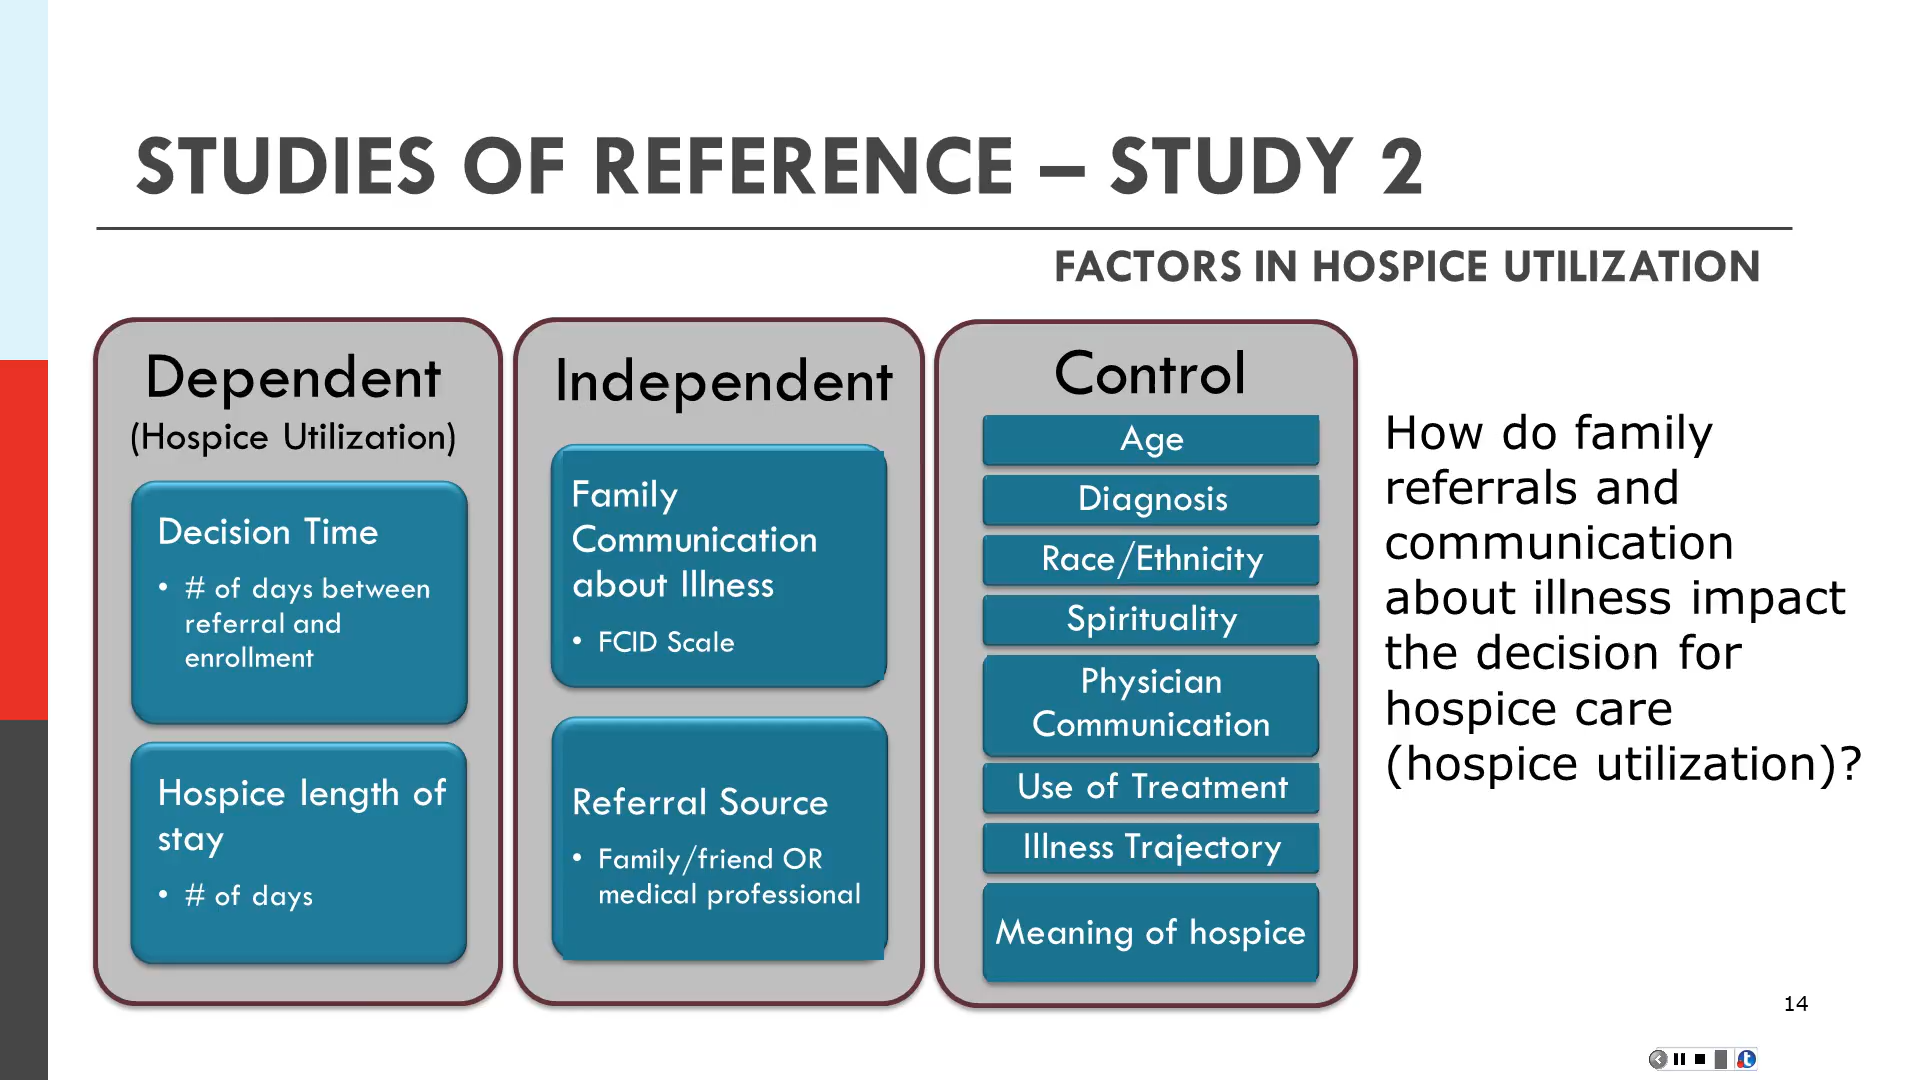 STUDIES OF REFERENCE – STUDY 2
FACTORS IN HOSPICE UTILIZATION
Dependent
(Hospice Utilization)
Decision Time
• # of days between
referral and
enrollment
Hospice length of
stay
• # of days
Independent
Family
Communication
about Illness
• FCID Scale
Referral Source
• Family/friend OR
medical professional
Control
Age
Diagnosis
Race/Ethnicity
Spirituality
Physician
Communication
Use of Treatment
Illness Trajectory
Meaning of hospice
How do family
referrals and
communication
about illness impact
the decision for
hospice care
(hospice utilization)?
14
t